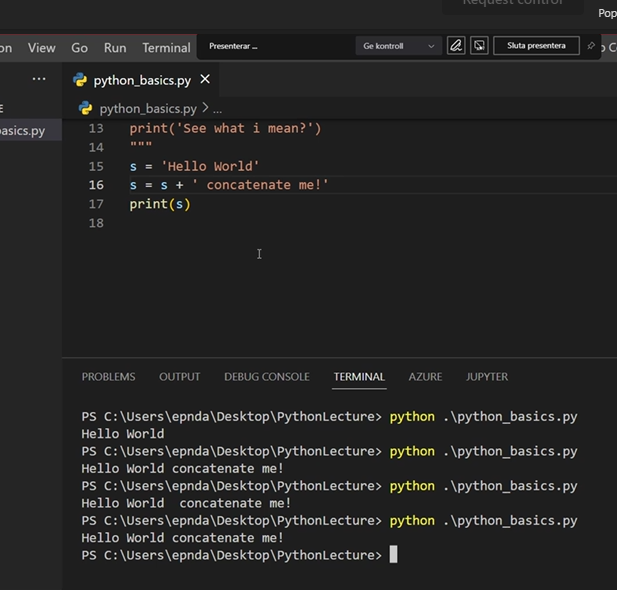 Request control
Pop
on View Go Run Terminal
Presenterar ...
Ge kontroll
Sluta presentera
... python_basics.py ×
E
python_basics.py > ...
asics.py
13 print('See what i mean?')
14 """
15 s = 'Hello World'
16 s = s + ' concatenate me!'
17 print(s)
18
PROBLEMS OUTPUT DEBUG CONSOLE TERMINAL AZURE JUPYTER
PS C:\Users\epnda\Desktop\PythonLecture> python .\python_basics.py
Hello World
PS C:\Users\epnda\Desktop\PythonLecture> python .\python_basics.py
Hello World concatenate me!
PS C:\Users\epnda\Desktop\PythonLecture> python .\python_basics.py
Hello World  concatenate me!
PS C:\Users\epnda\Desktop\PythonLecture> python .\python_basics.py
Hello World concatenate me!
PS C:\Users\epnda\Desktop\PythonLecture>